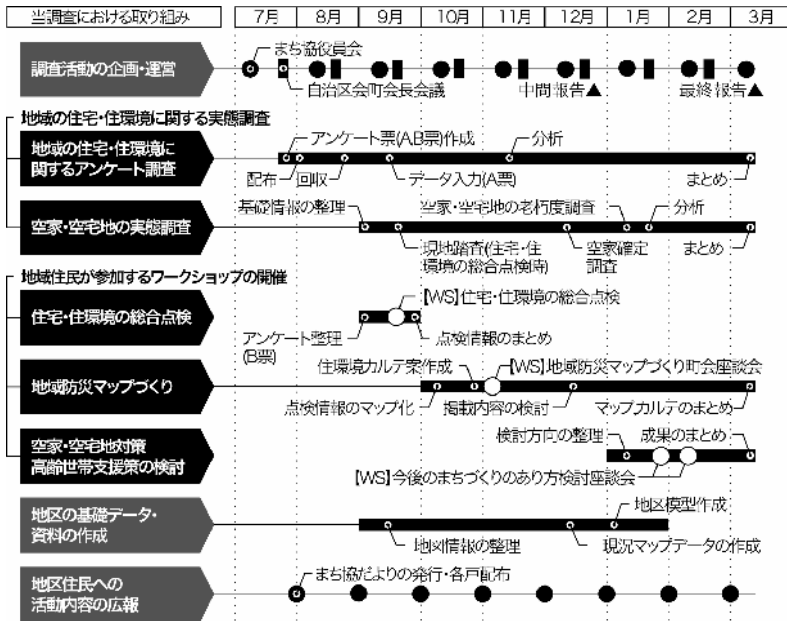 当調査における取り組み
7月
8月
9月
10月
11月
12月
1月
2月
3月
調査活動の企画・運営
まち協役員会
自治区会町会長会議
中間報告▲
最終報告▲
地域の住宅・住環境に関する実態調査
地域の住宅・住環境に
関するアンケート調査
アンケート票(A,B票)作成
分析
配布
回収
データ入力(A票)
まとめ
空家・空宅地の実態調査
基礎情報の整理
空家・空宅地の老朽度調査
分析
現地踏査(住宅・住
環境の総合点検時)
空家確定
調査
まとめ
地域住民が参加するワークショップの開催
住宅・住環境の総合点検
【WS】住宅・住環境の総合点検
アンケート整理
(B票)
点検情報のまとめ
地域防災マップづくり
住環境カルテ案作成
【WS】地域防災マップづくり町会座談会
点検情報のマップ化
掲載内容の検討
マップカルテのまとめ
空家・空宅地対策
高齢世帯支援策の検討
検討方向の整理
成果のまとめ
【WS】今後のまちづくりのあり方検討座談会
地区の基礎データ・
資料の作成
地区模型作成
地図情報の整理
現況マップデータの作成
地区住民への
活動内容の広報
まち協だよりの発行・各戸配布